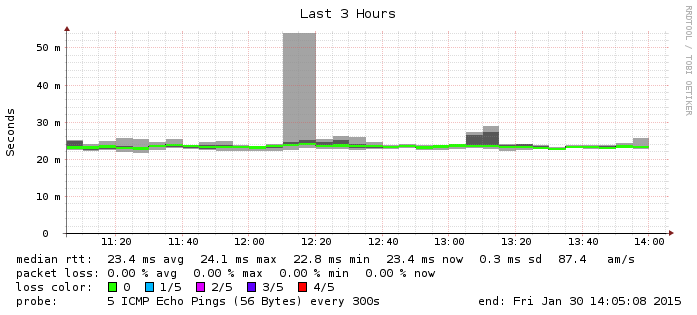 Last 3 Hours
RRDTOOL / TOBI OETIKER
Seconds
50 m
40 m
30 m
20 m
10 m
0
11:20 11:40 12:00 12:20 12:40 13:00 13:20 13:40 14:00
median rtt: 23.4 ms avg 24.1 ms max 22.8 ms min 23.4 ms now 0.3 ms sd 87.4 am/s
packet loss: 0.00 % avg 0.00 % max 0.00 % min 0.00 % now
loss color: 0 1/5 2/5 3/5 4/5
probe: 5 ICMP Echo Pings (56 Bytes) every 300s end: Fri Jan 30 14:05:08 2015